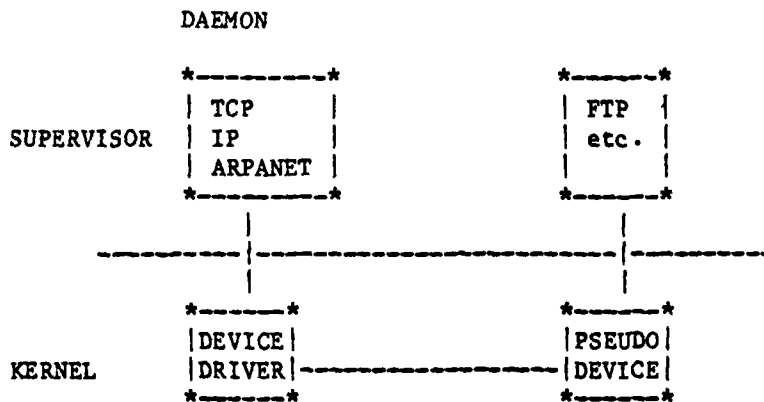 DAEMON
TCP FTP
SUPERVISOR IP etc.
ARPANET
DEVICE PSEUDO
KERNEL DRIVER DEVICE